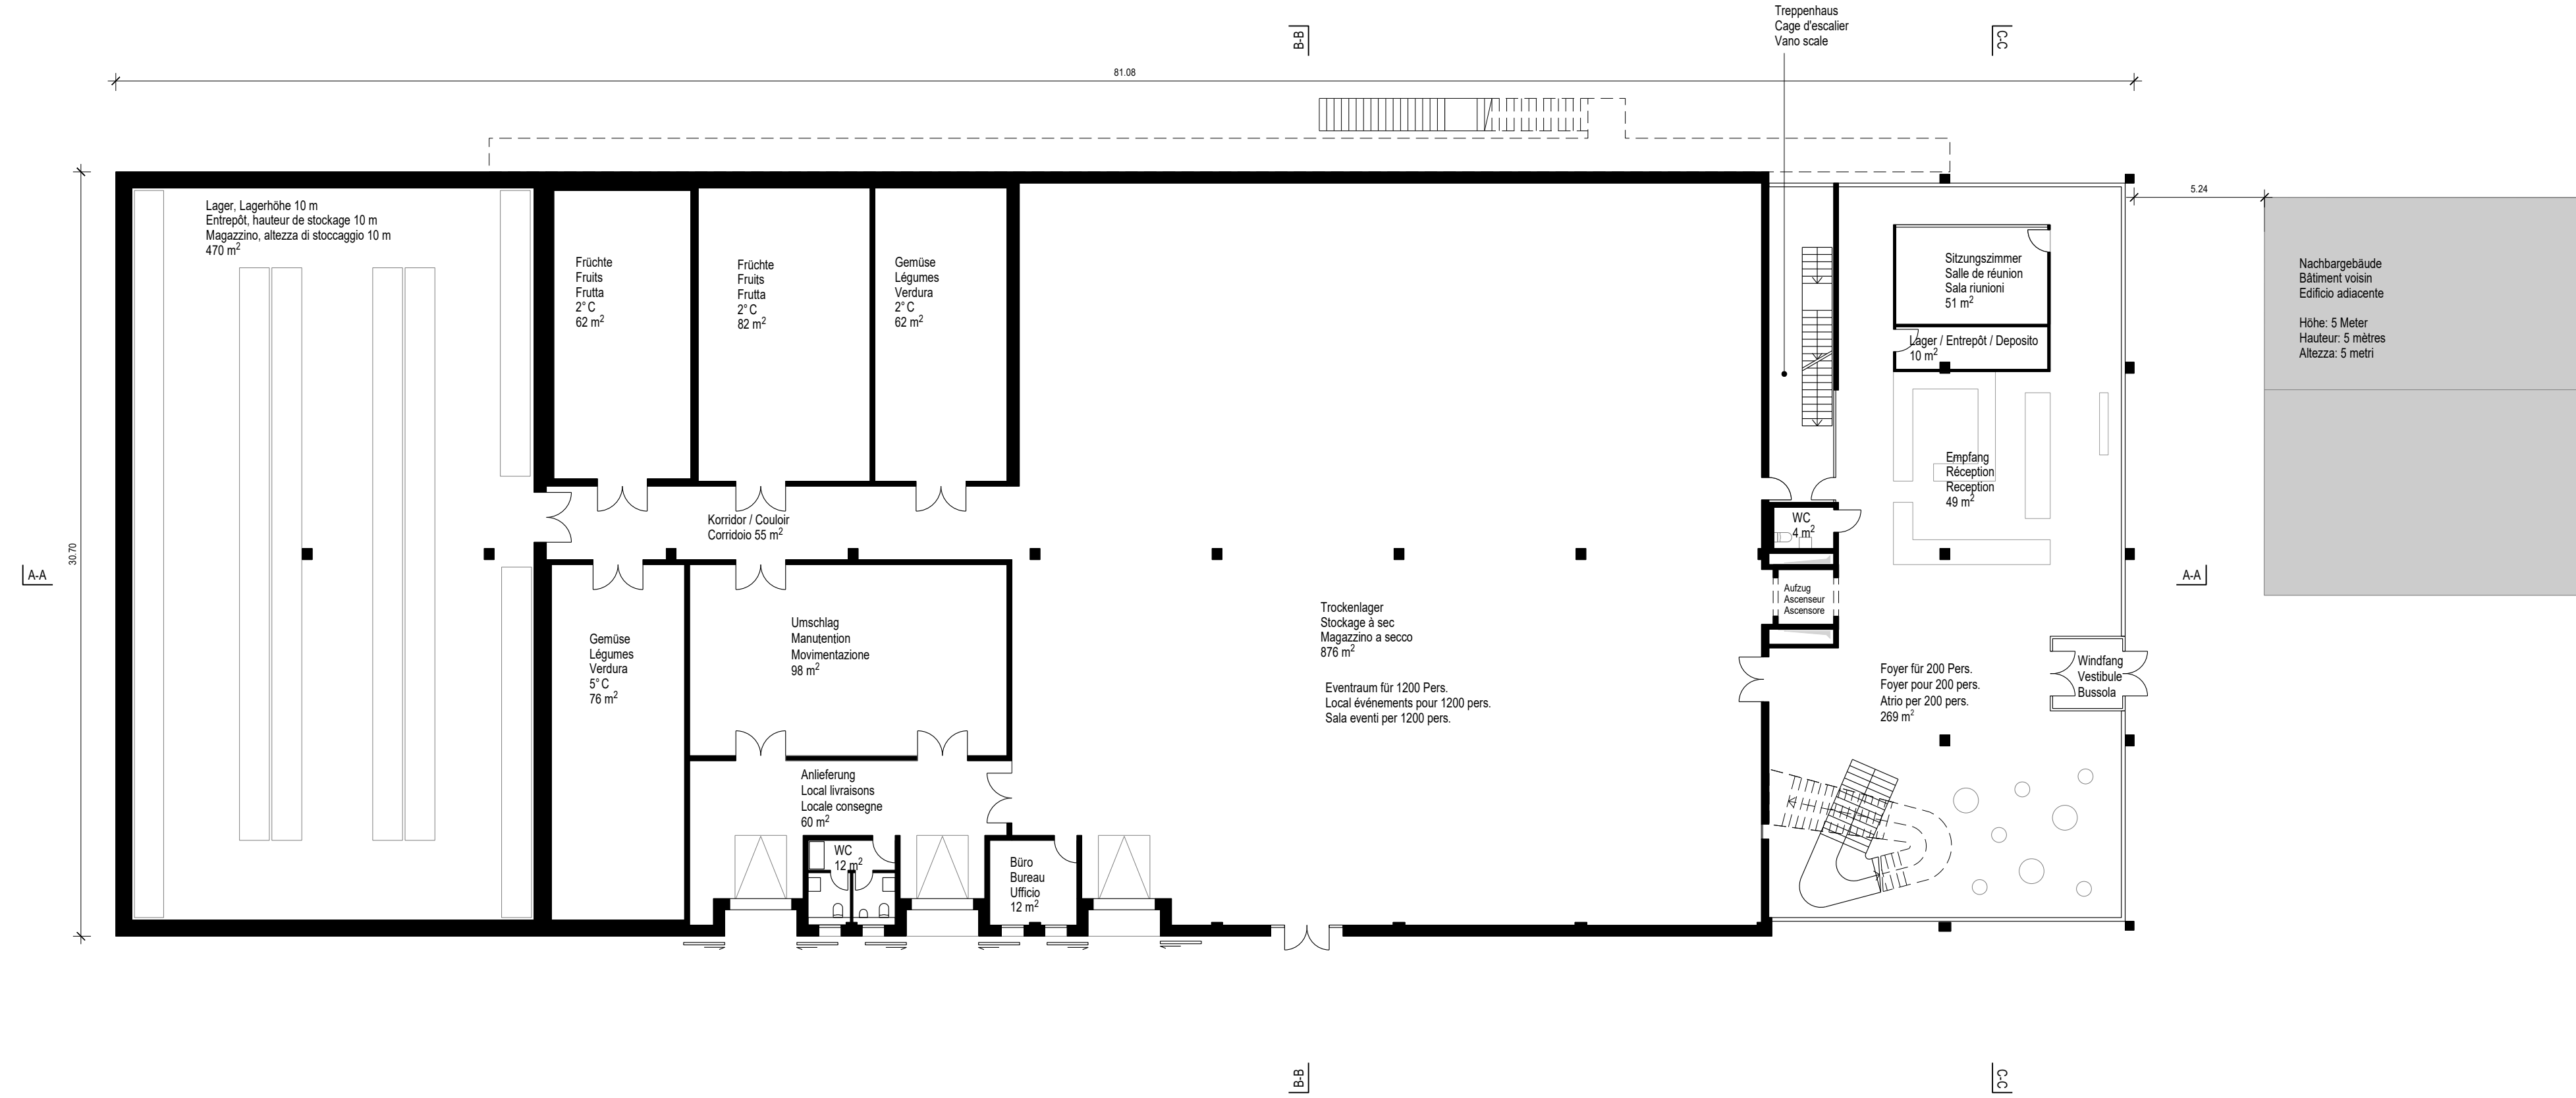 Treppenhaus
Cage d'escalier
Vano scale
B-B
C-C
81.08
5.24
30.70
Lager, Lagerhöhe 10 m
Entrepôt, hauteur de stockage 10 m
Magazzino, altezza di stoccaggio 10 m
470 m²
Früchte
Fruits
Frutta
2° C
62 m²
Früchte
Fruits
Frutta
2° C
82 m²
Gemüse
Légumes
Verdura
2° C
62 m²
Sitzungszimmer
Salle de réunion
Sala riunioni
51 m²
Lager / Entrepôt / Deposito
10 m²
Nachbargebäude
Bâtiment voisin
Edificio adiacente
Höhe: 5 Meter
Hauteur: 5 mètres
Altezza: 5 metri
Empfang
Réception
Reception
49 m²
Korridor / Couloir
Corridoio 55 m²
WC
4 m²
A-A
A-A
Aufzug
Ascenseur
Ascensore
Gemüse
Légumes
Verdura
5° C
76 m²
Umschlag
Manutention
Movimentazione
98 m²
Trockenlager
Stockage à sec
Magazzino a secco
876 m²
Eventraum für 1200 Pers.
Local événements pour 1200 pers.
Sala eventi per 1200 pers.
Foyer für 200 Pers.
Foyer pour 200 pers.
Atrio per 200 pers.
269 m²
Windfang
Vestibule
Bussola
Anlieferung
Local livraisons
Locale consegne
60 m²
WC
12 m²
Büro
Bureau
Ufficio
12 m²
B-B
C-C